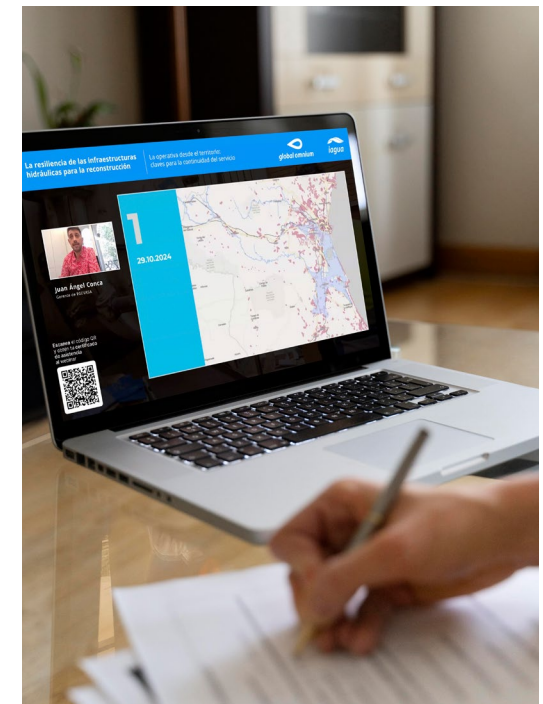 La resiliencia de las infraestructuras
hidráulicas para la reconstrucción
La operativa desde el territorio:
claves para la continuidad del servicio
global omnium
iagua
1
29.10.2024
Juan Ángel Conca
Gerente de
Escanea el código QR
y obtén tu certificado
de asistencia
al webinar